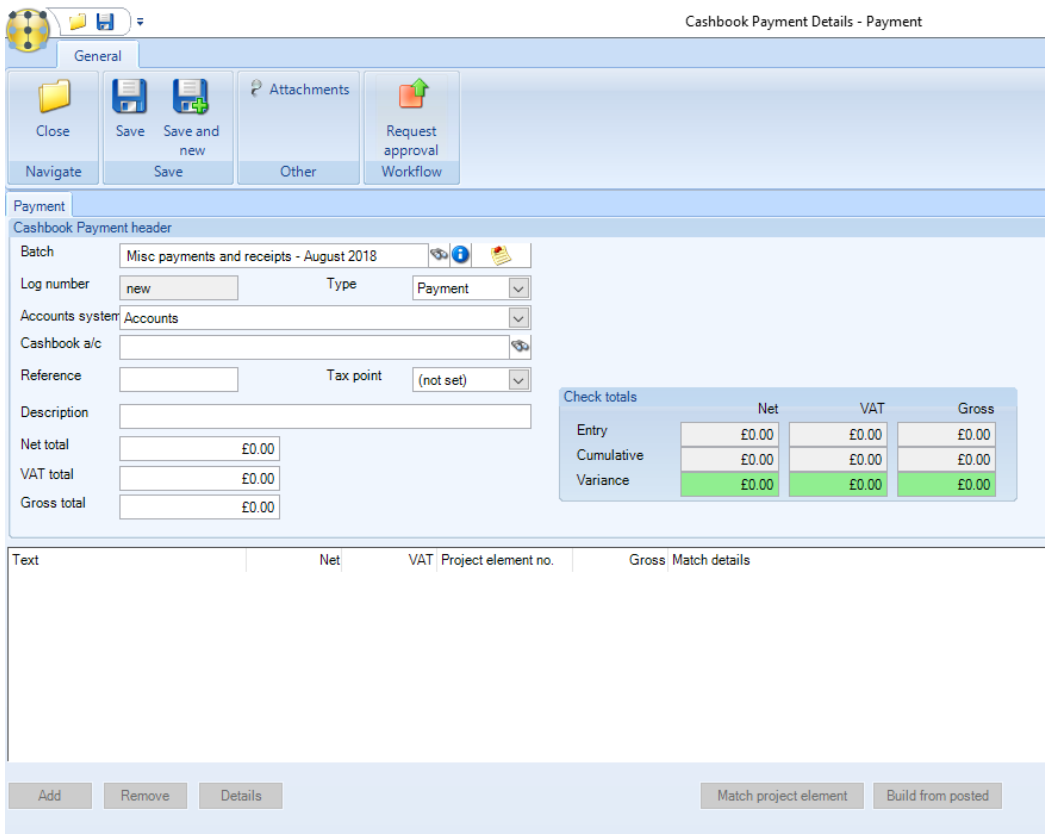 Cashbook Payment Details - Payment
General
Close
Save
Save and new
Attachments
Request approval
Navigate
Save
Other
Workflow
Payment
Cashbook Payment header
Batch Misc payments and receipts - August 2018
Log number new Type Payment
Accounts system Accounts
Cashbook a/c
Reference Tax point (not set)
Description
Net total £0.00
VAT total £0.00
Gross total £0.00
Check totals
Net VAT Gross
Entry £0.00 £0.00 £0.00
Cumulative £0.00 £0.00 £0.00
Variance £0.00 £0.00 £0.00
Text Net VAT Project element no. Gross Match details
Add Remove Details Match project element Build from posted